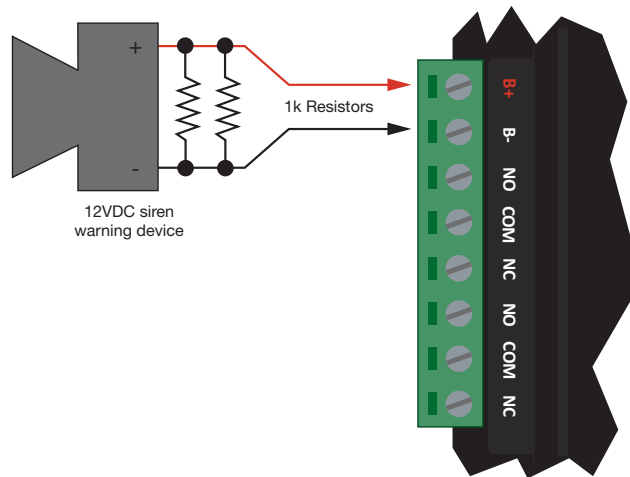 +
-
12VDC siren
warning device
1k Resistors
B+
B-
NO
COM
NC
NO
COM
NC